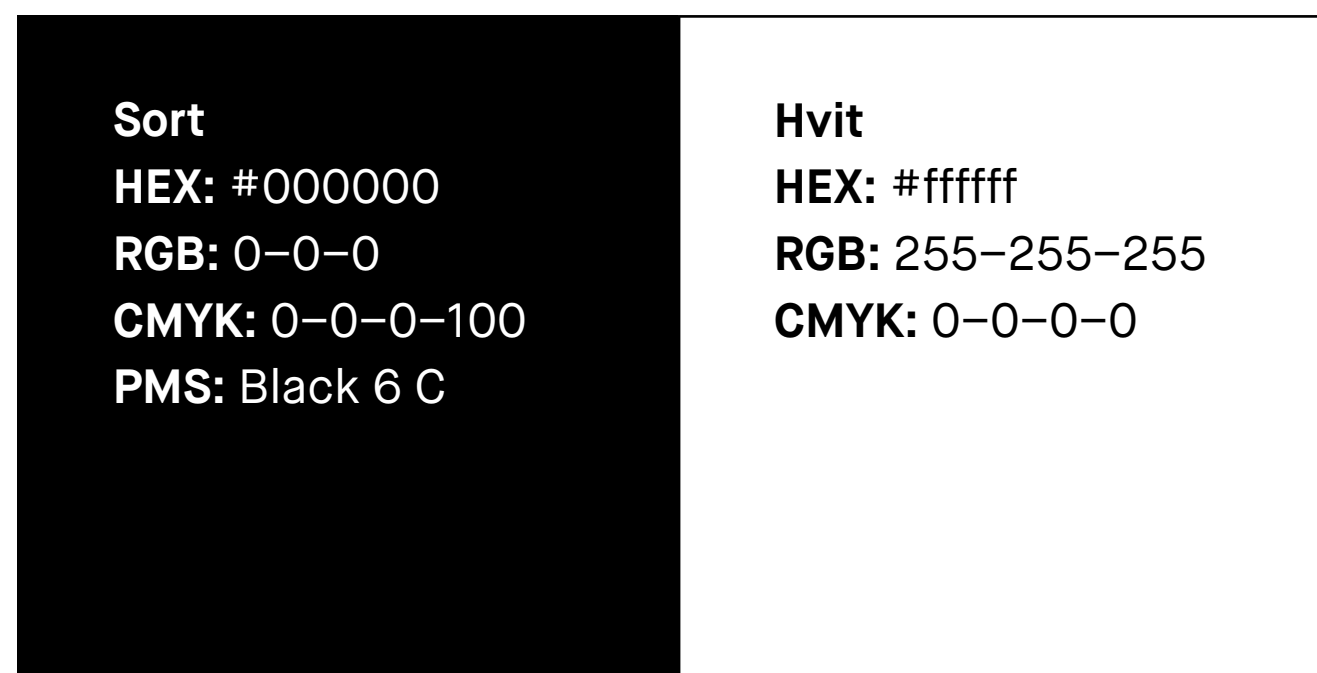 Sort
HEX: #000000
RGB: 0–0–0
CMYK: 0–0–0–100
PMS: Black 6 C
Hvit
HEX: #ffffff
RGB: 255–255–255
CMYK: 0–0–0–0